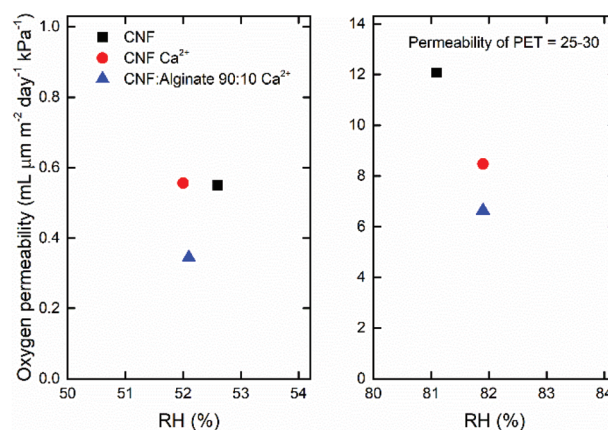 Oxygen permeability (mL μm m⁻² day⁻¹ kPa⁻¹)
1.0
0.8
0.6
0.4
0.2
0.0
CNF
CNF Ca²⁺
CNF:Alginate 90:10 Ca²⁺
50 51 52 53 54
RH (%)
14
12
10
8
6
4
2
0
Permeability of PET = 25-30
80 81 82 83 84
RH (%)